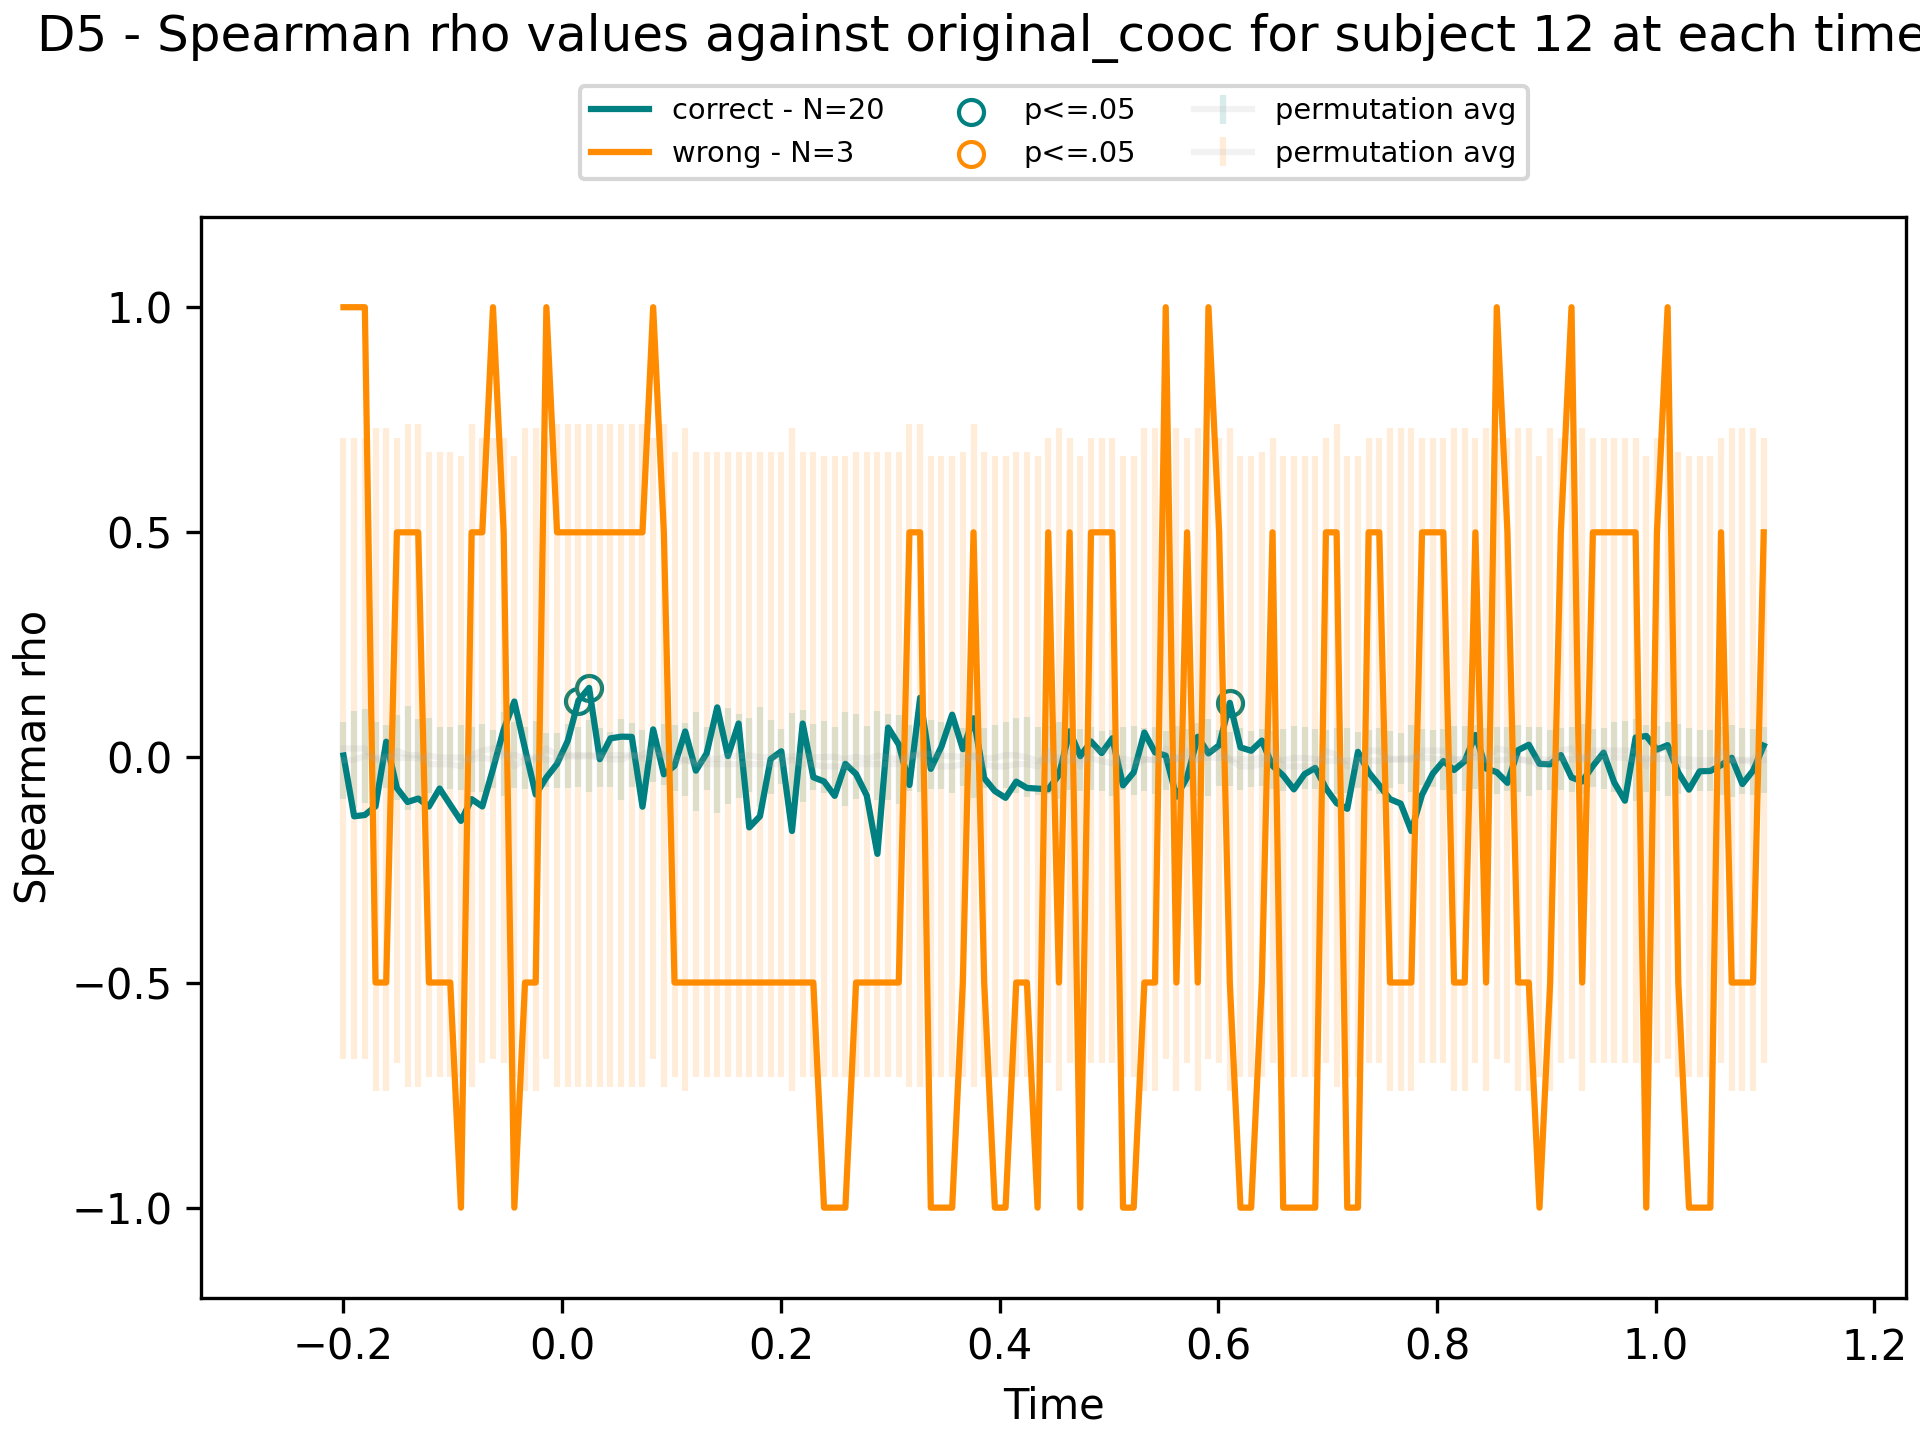 D5 - Spearman rho values against original_cooc for subject 12 at each time
correct - N=20
wrong - N=3
p<=.05
p<=.05
permutation avg
permutation avg
Spearman rho
1.0
0.5
0.0
−0.5
−1.0
−0.2 0.0 0.2 0.4 0.6 0.8 1.0 1.2
Time